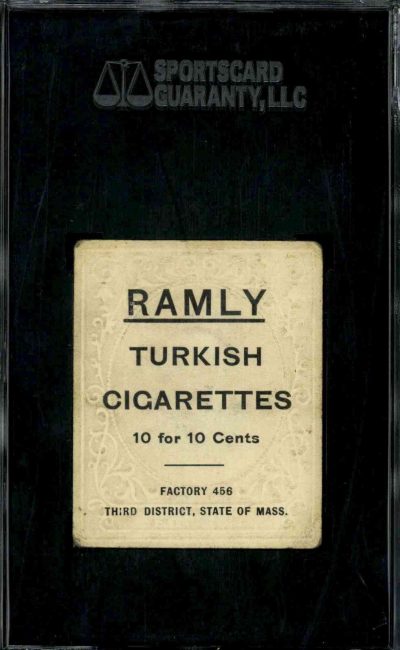 SPORTSCARD
GUARANTY, LLC
RAMLY
TURKISH
CIGARETTES
10 for 10 Cents
FACTORY 456
THIRD DISTRICT, STATE OF MASS.